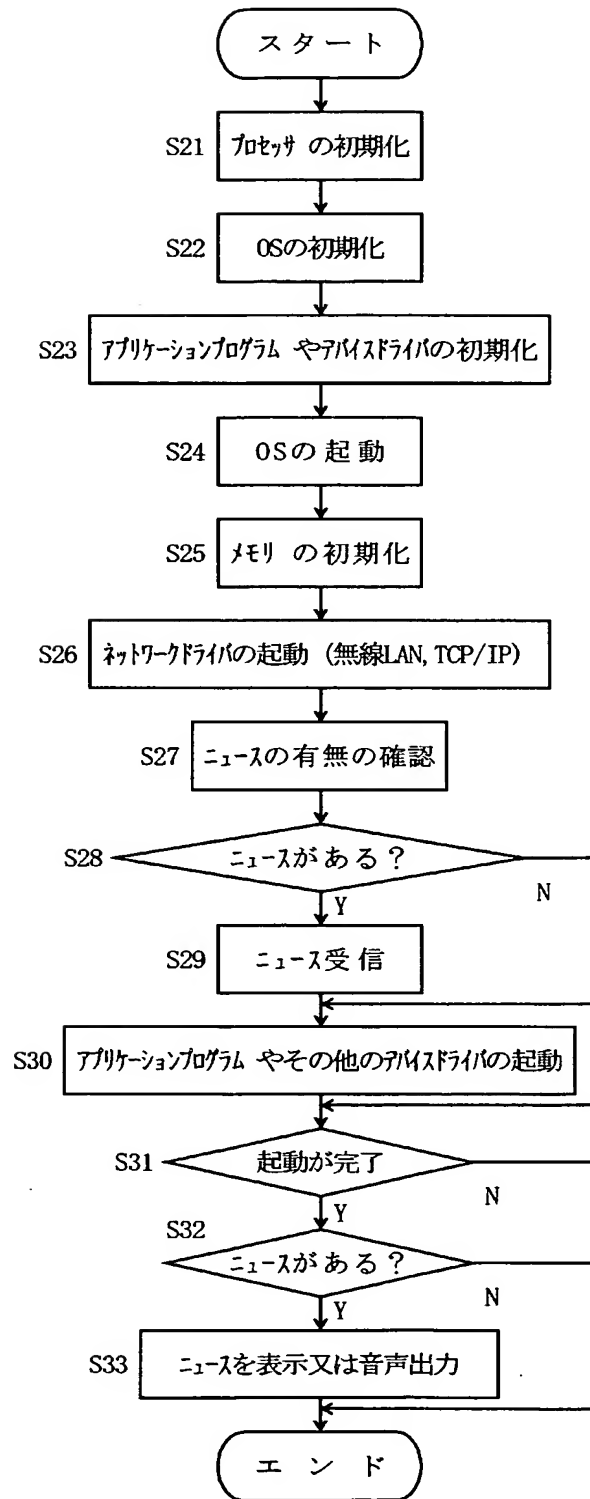 スタート
S21 プロセッサ の初期化
S22 OSの初期化
S23 アプリケーションプログラム やデバイスドライバの初期化
S24 OSの起動
S25 メモリ の初期化
S26 ネットワークドライバの起動 (無線LAN, TCP/IP)
S27 ニュースの有無の確認
S28 ニュースがある?
N
Y
S29 ニュース受信
S30 アプリケーションプログラム やその他のデバイスドライバの起動
S31 起動が完了
N
Y
S32
ニュースがある?
N
Y
S33 ニュースを表示又は音声出力
エンド